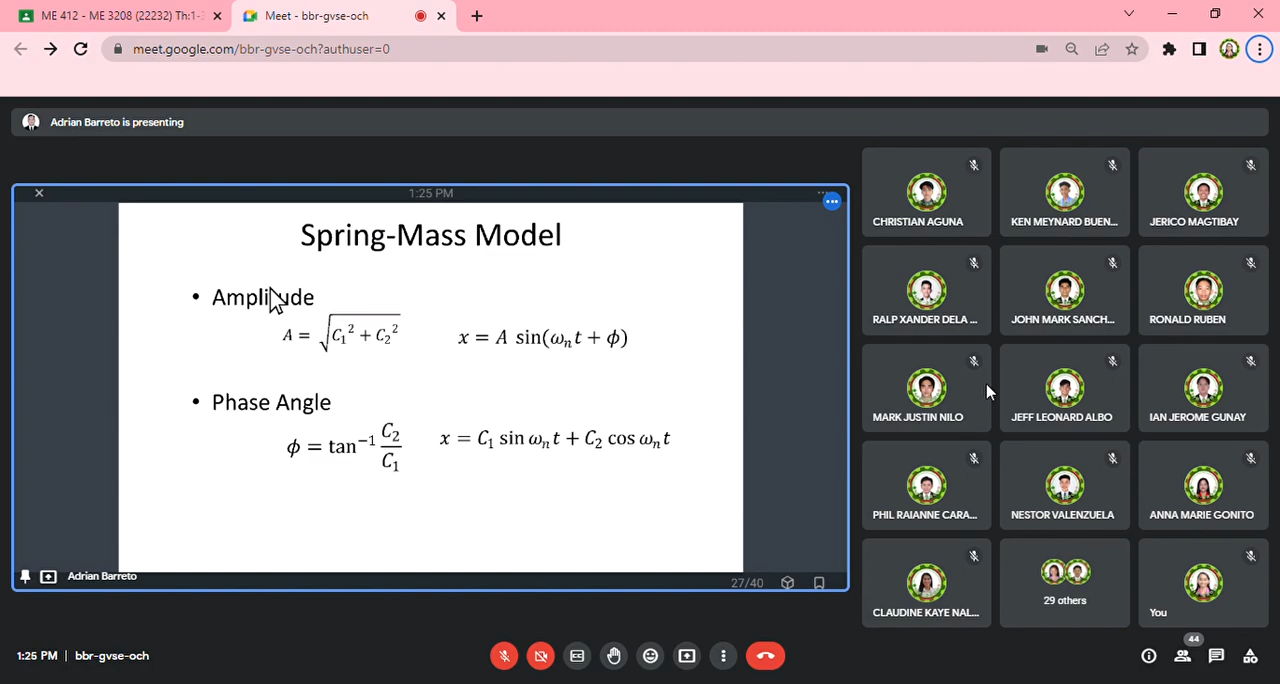 ME 412 - ME 3208 (22232) Th:1-3
Meet - bbr-gvse-och
meet.google.com/bbr-gvse-och?authuser=0
Adrian Barreto is presenting
1:25 PM
Spring-Mass Model
• Amplitude
A = √(C₁² + C₂²)
x = A sin(ωₙt + ϕ)
• Phase Angle
ϕ = tan⁻¹ C₂/C₁
x = C₁ sin ωₙt + C₂ cos ωₙt
Adrian Barreto
27/40
CHRISTIAN AGUNA
KEN MEYNARD BUEN...
JERICO MAGTIBAY
RALP XANDER DELA ...
JOHN MARK SANCH...
RONALD RUBEN
MARK JUSTIN NILO
JEFF LEONARD ALBO
IAN JEROME GUNAY
PHIL RAIANNE CARA...
NESTOR VALENZUELA
ANNA MARIE GONITO
CLAUDINE KAYE NAL...
29 others
You
1:25 PM | bbr-gvse-och
44